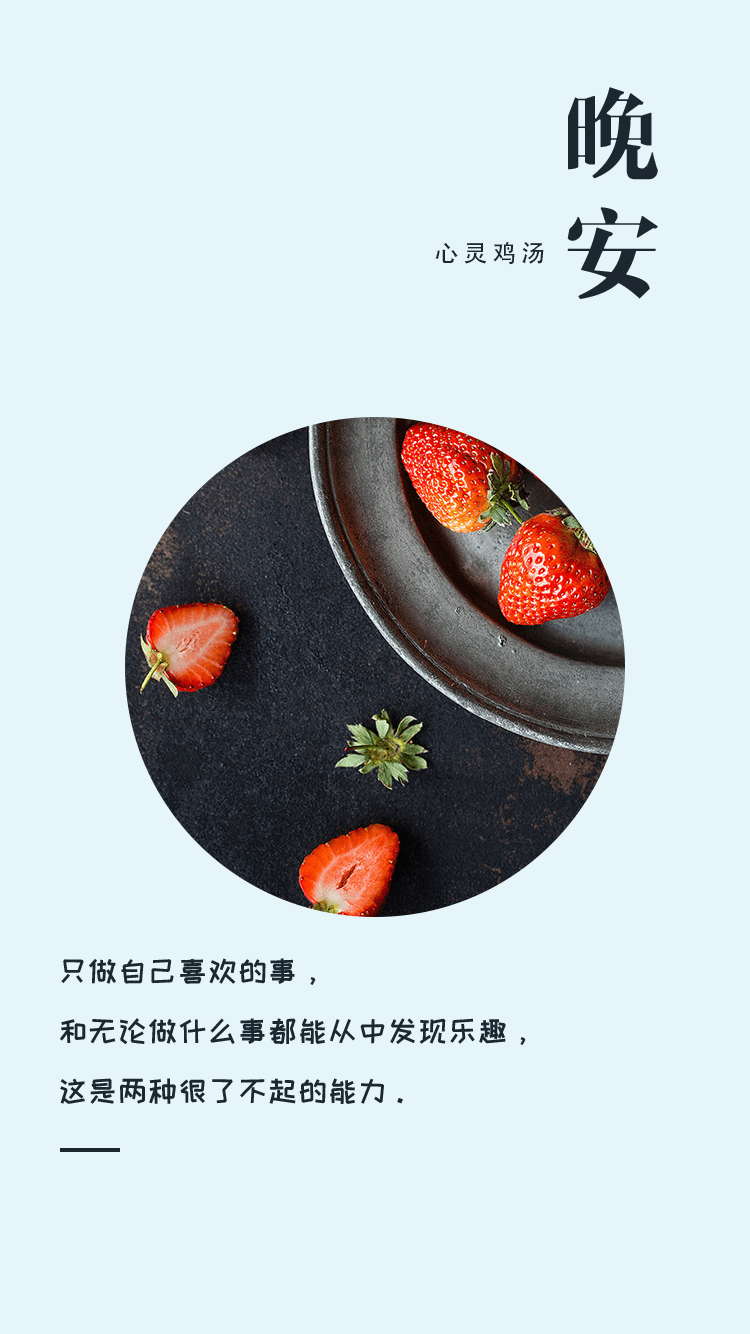 晚安
心灵鸡汤
只做自己喜欢的事，
和无论做什么事都能从中发现乐趣，
这是两种很了不起的能力.